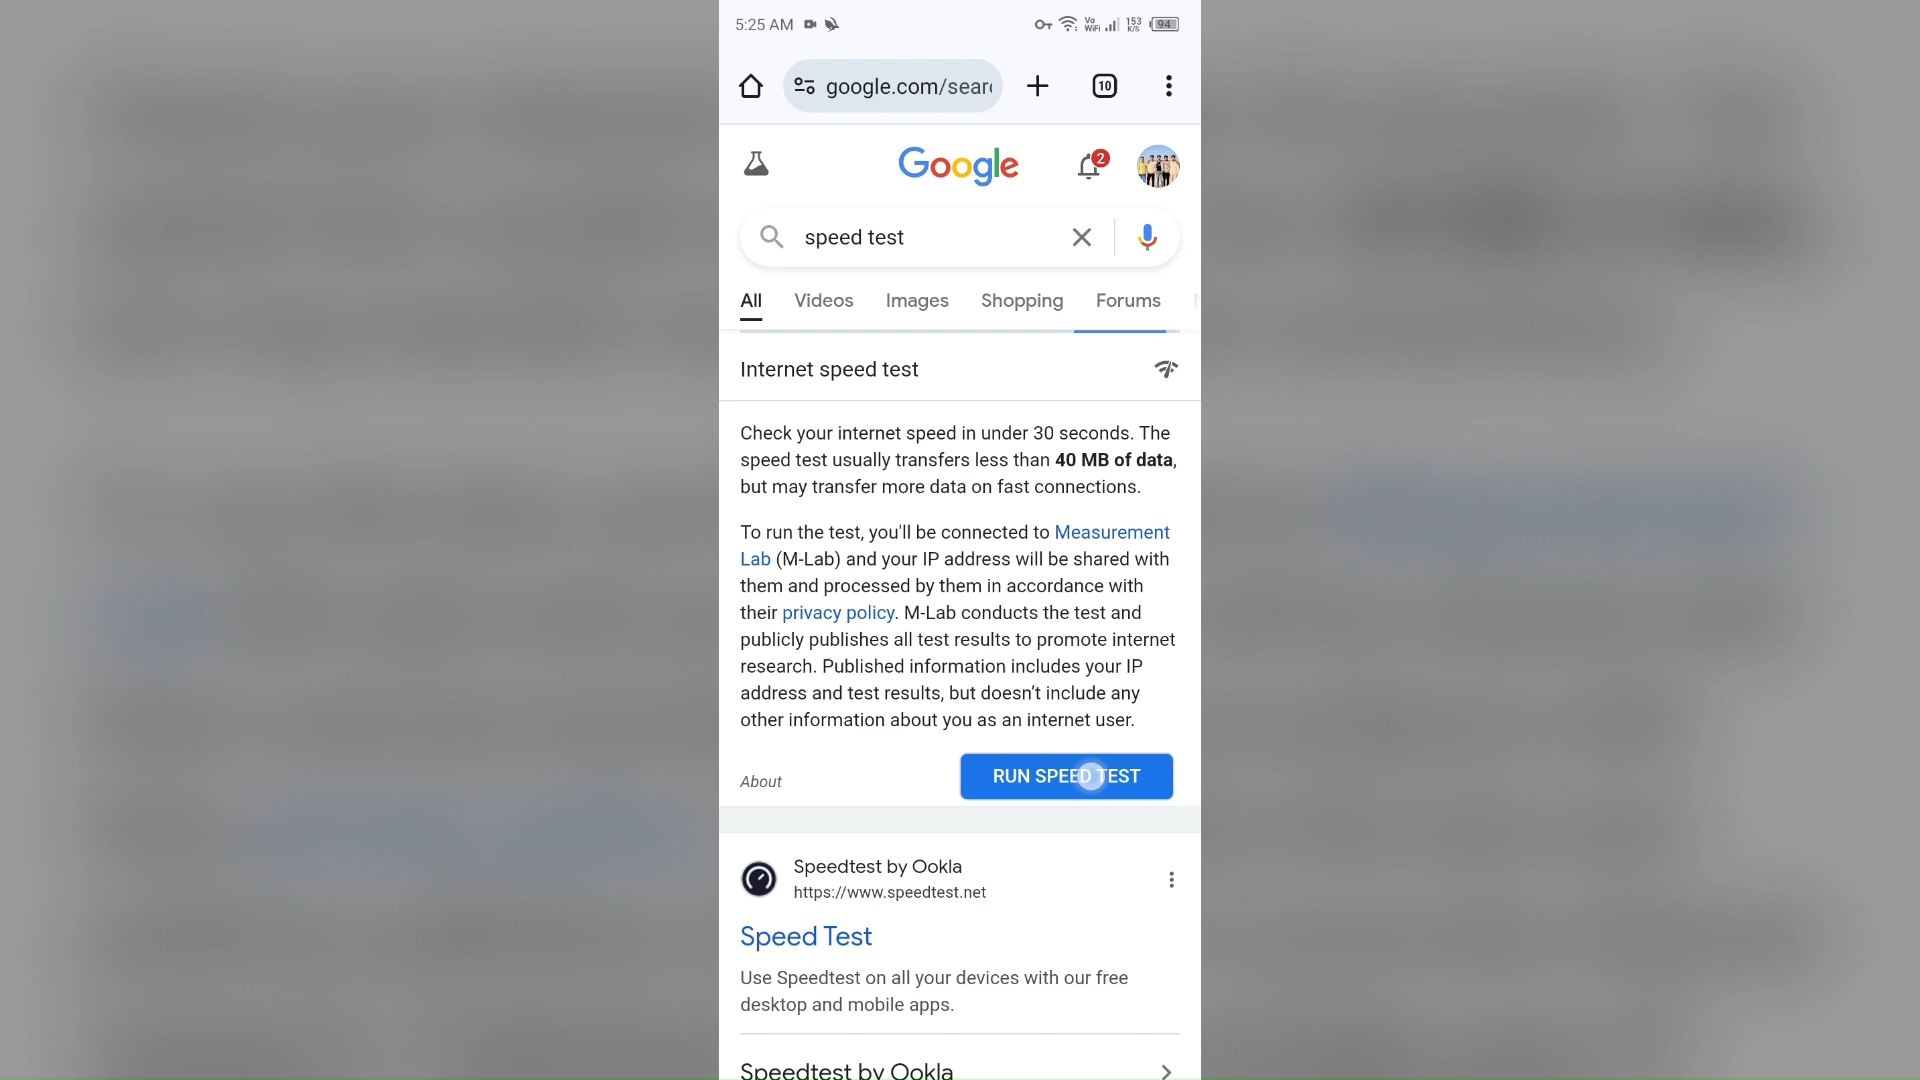 5:25 AM
Vo
WiFi
153
K/S
94
google.com/sear
10
Google
2
speed test
All Videos Images Shopping Forums
Internet speed test
Check your internet speed in under 30 seconds. The
speed test usually transfers less than 40 MB of data,
but may transfer more data on fast connections.
To run the test, you'll be connected to Measurement
Lab (M-Lab) and your IP address will be shared with
them and processed by them in accordance with
their privacy policy. M-Lab conducts the test and
publicly publishes all test results to promote internet
research. Published information includes your IP
address and test results, but doesn’t include any
other information about you as an internet user.
About
RUN SPEED TEST
Speedtest by Ookla
https://www.speedtest.net
Speed Test
Use Speedtest on all your devices with our free
desktop and mobile apps.
Speedtest by Ookla